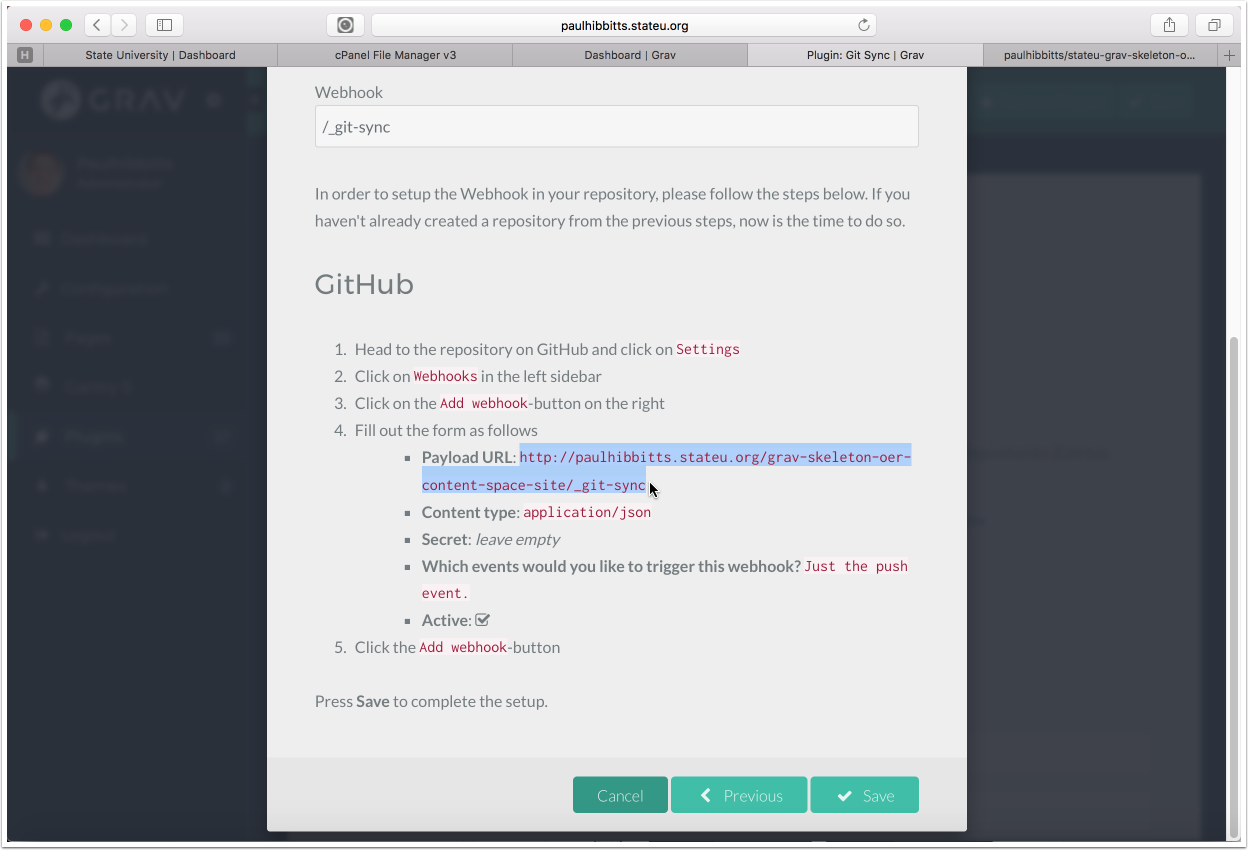 paulhibbitts.stateu.org
H
State University | Dashboard
cPanel File Manager v3
Dashboard | Grav
Plugin: Git Sync | Grav
paulhibbitts/stateu-grav-skeleton-o...
GRAV
Webhook
/_git-sync
In order to setup the Webhook in your repository, please follow the steps below. If you
haven't already created a repository from the previous steps, now is the time to do so.
GitHub
1. Head to the repository on GitHub and click on Settings
2. Click on Webhooks in the left sidebar
3. Click on the Add webhook-button on the right
4. Fill out the form as follows
Payload URL: http://paulhibbitts.stateu.org/grav-skeleton-oer-
content-space-site/_git-sync
Content type: application/json
Secret: leave empty
Which events would you like to trigger this webhook? Just the push
event.
Active:
5. Click the Add webhook-button
Press Save to complete the setup.
Cancel
Previous
Save